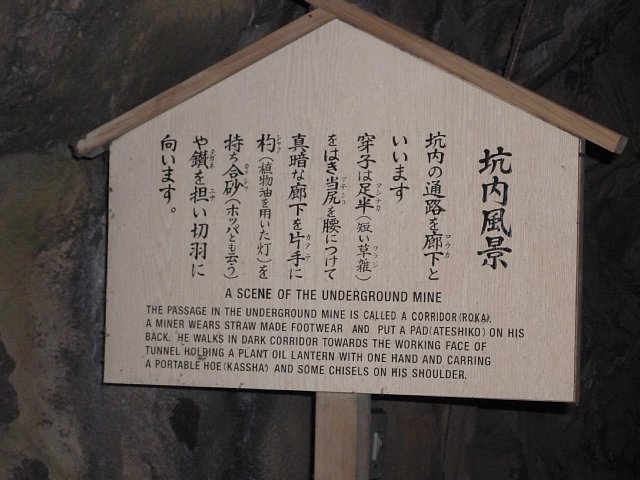 坑内風景
坑内の通路を廊下と
いいます
穿子は足半(短い草雑)
をはき当尻を腰につけて
真暗な廊下を片手に
杓(植物油を用いた灯)を
持ち合砂(ホッパとも云う)
や鑚を担い切羽に
向います。
A SCENE OF THE UNDERGROUND MINE
THE PASSAGE IN THE UNDERGROUND MINE IS CALLED A CORRIDOR(ROKA).
A MINER WEARS STRAW MADE FOOTWEAR AND PUT A PAD(ATESHIKO) ON HIS
BACK. HE WALKS IN DARK CORRIDOR TOWARDS THE WORKING FACE OF
TUNNEL HOLDING A PLANT OIL LANTERN WITH ONE HAND AND CARRING
A PORTABLE HOE(KASSHA) AND SOME CHISELS ON HIS SHOULDER.